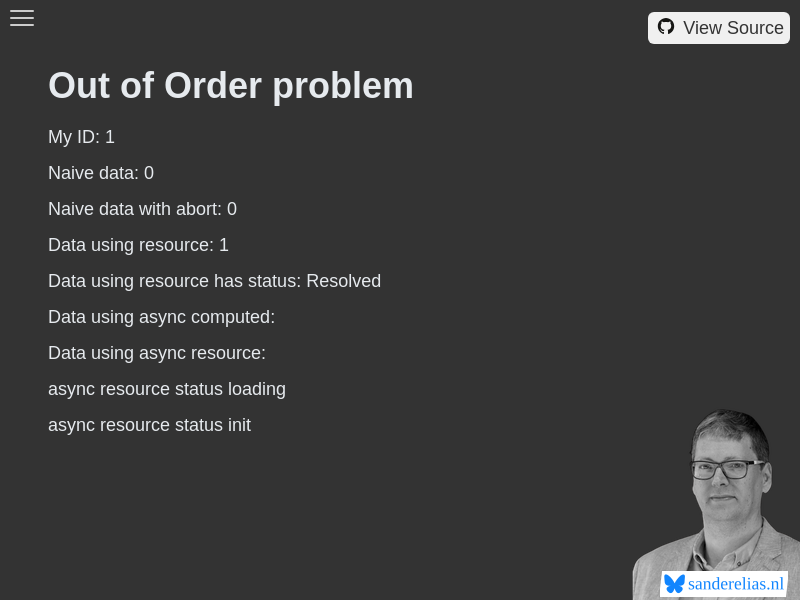 View Source
Out of Order problem
My ID: 1
Naive data: 0
Naive data with abort: 0
Data using resource: 1
Data using resource has status: Resolved
Data using async computed:
Data using async resource:
async resource status loading
async resource status init
sanderelias.nl